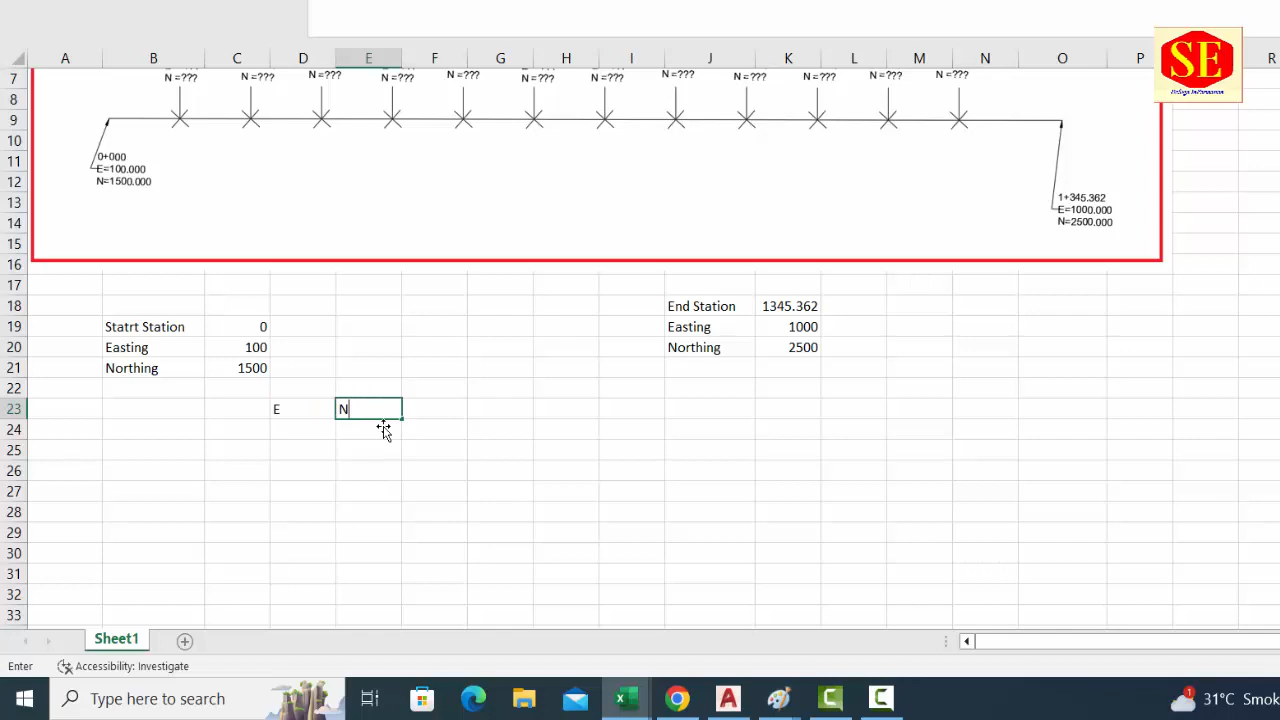 A B C D E F G H I J K L M N O P R
7 N =??? N =??? N =??? N =??? N =??? N =??? N =??? N =??? N =??? N =??? N =??? N =???
8
9
10
11 0+000
E=100.000
12 N=1500.000
13 1+345.362
E=1000.000
14 N=2500.000
15
16
17
18 End Station 1345.362
19 Statrt Station 0 Easting 1000
20 Easting 100 Northing 2500
21 Northing 1500
22
23 E N
24
25
26
27
28
29
30
31
32
33
SE
Sheet1
Enter Accessibility: Investigate
Type here to search 1 31°C Smok